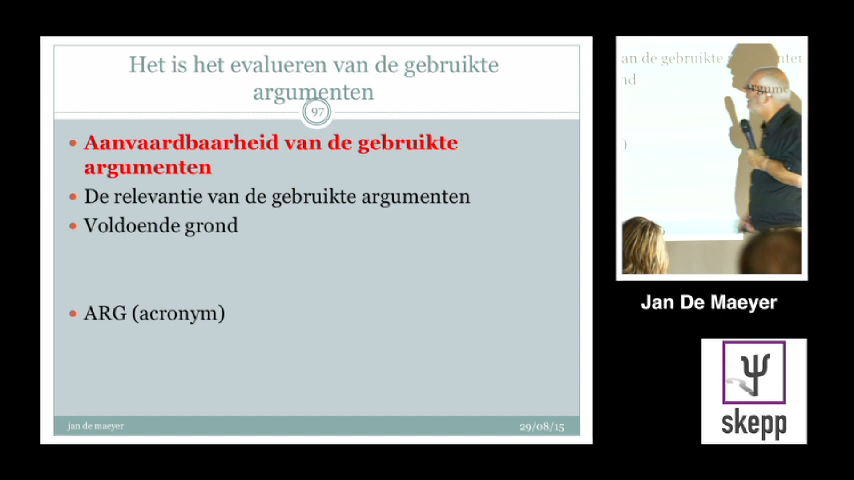 Het is het evalueren van de gebruikte
argumenten
97
Aanvaardbaarheid van de gebruikte
argumenten
De relevantie van de gebruikte argumenten
Voldoende grond
ARG (acronym)
jan de maeyer
29/08/15
an de gebruikte
nd
Argume
)
Jan De Maeyer
skepp